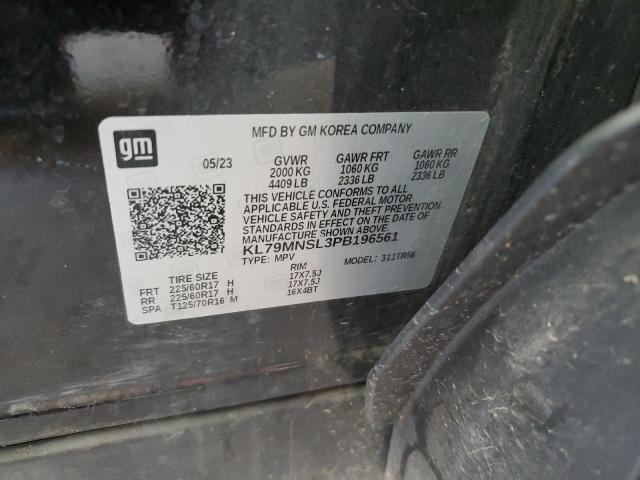 gm
MFD BY GM KOREA COMPANY
05/23 GVWR GAWR FRT GAWR RR
2000 KG 1060 KG 1060 KG
4409 LB 2336 LB 2336 LB
THIS VEHICLE CONFORMS TO ALL
APPLICABLE U.S. FEDERAL MOTOR
VEHICLE SAFETY AND THEFT PREVENTION
STANDARDS IN EFFECT ON THE DATE OF
MANUFACTURE.
KL79MNSL3PB196561
TYPE: MPV MODEL: 311TR56
TIRE SIZE RIM
FRT 225/60R17 H 17X7.5J
RR 225/60R17 H 17X7.5J
SPA T125/70R16 M 16X4BT